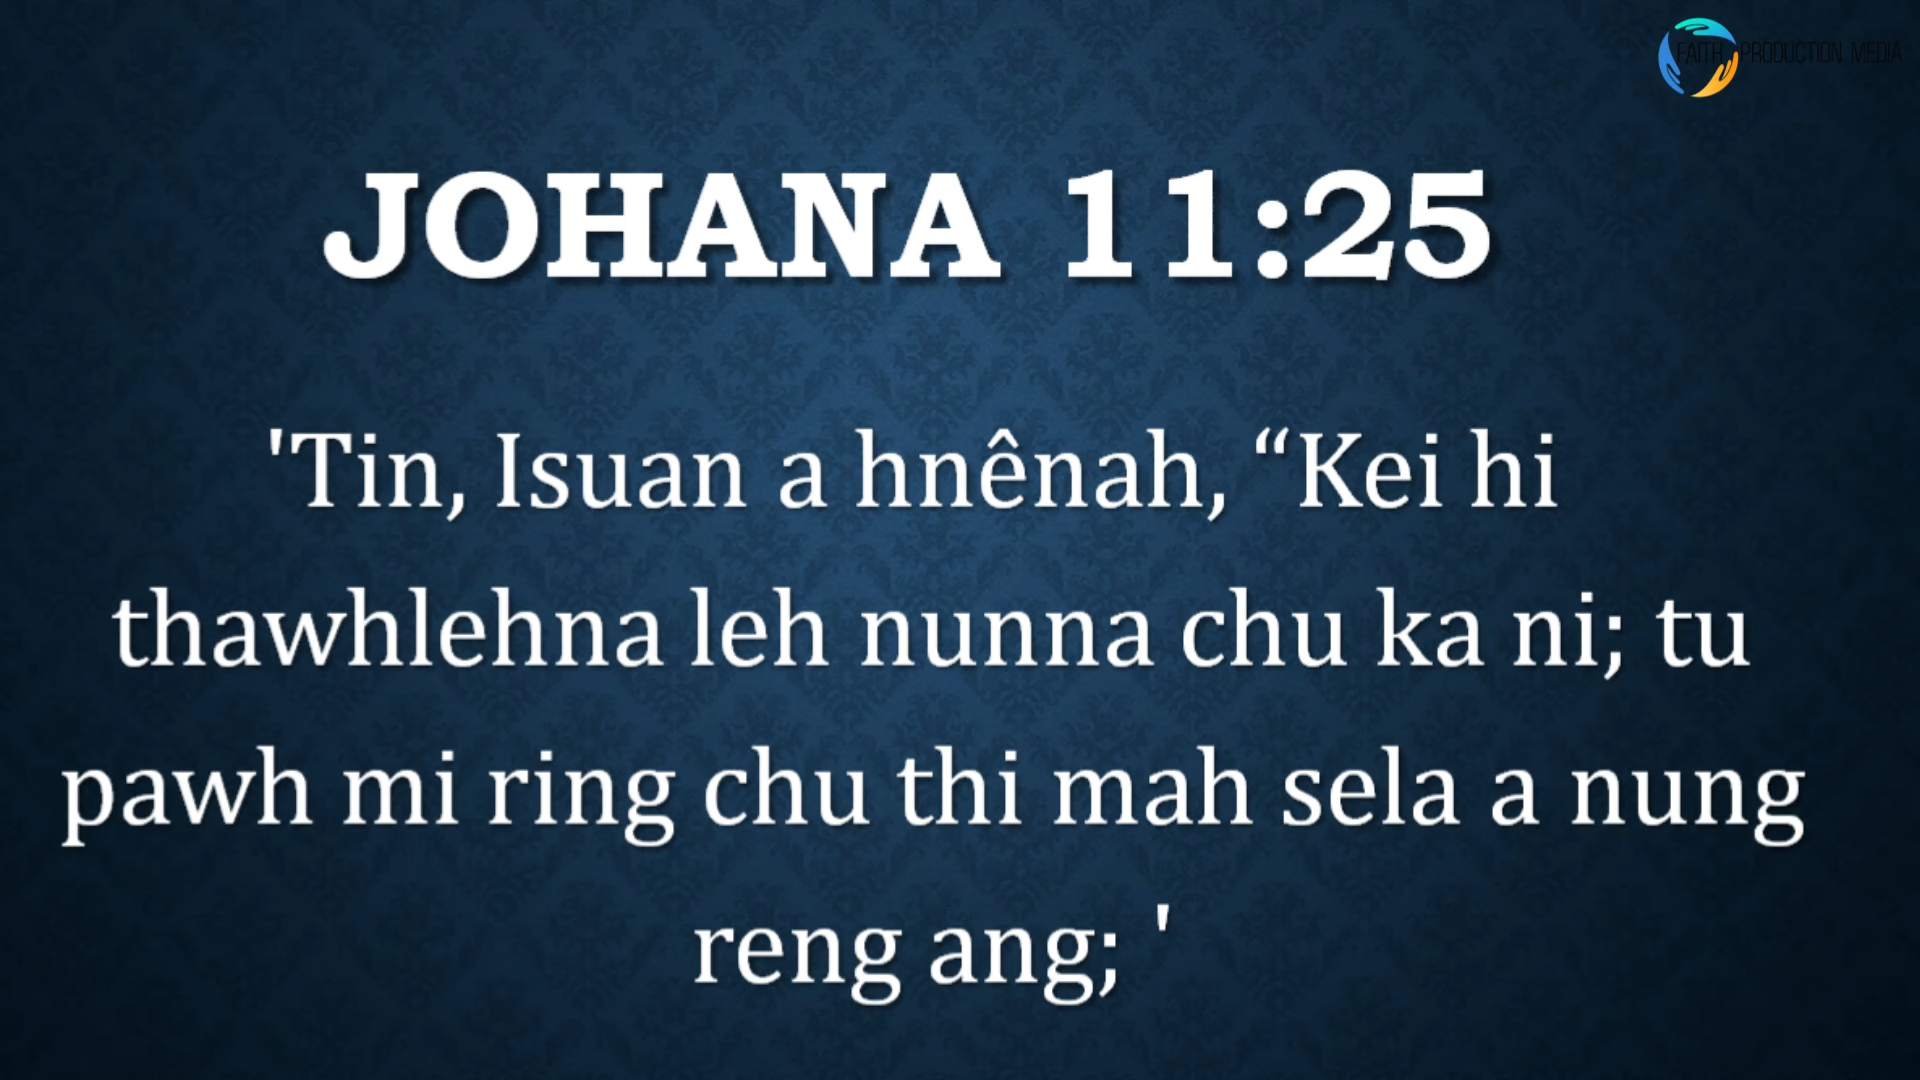 FAITH PRODUCTION MEDIA
JOHANA 11:25
'Tin, Isuan a hnênah, “Kei hi
thawhlehna leh nunna chu ka ni; tu
pawh mi ring chu thi mah sela a nung
reng ang; '